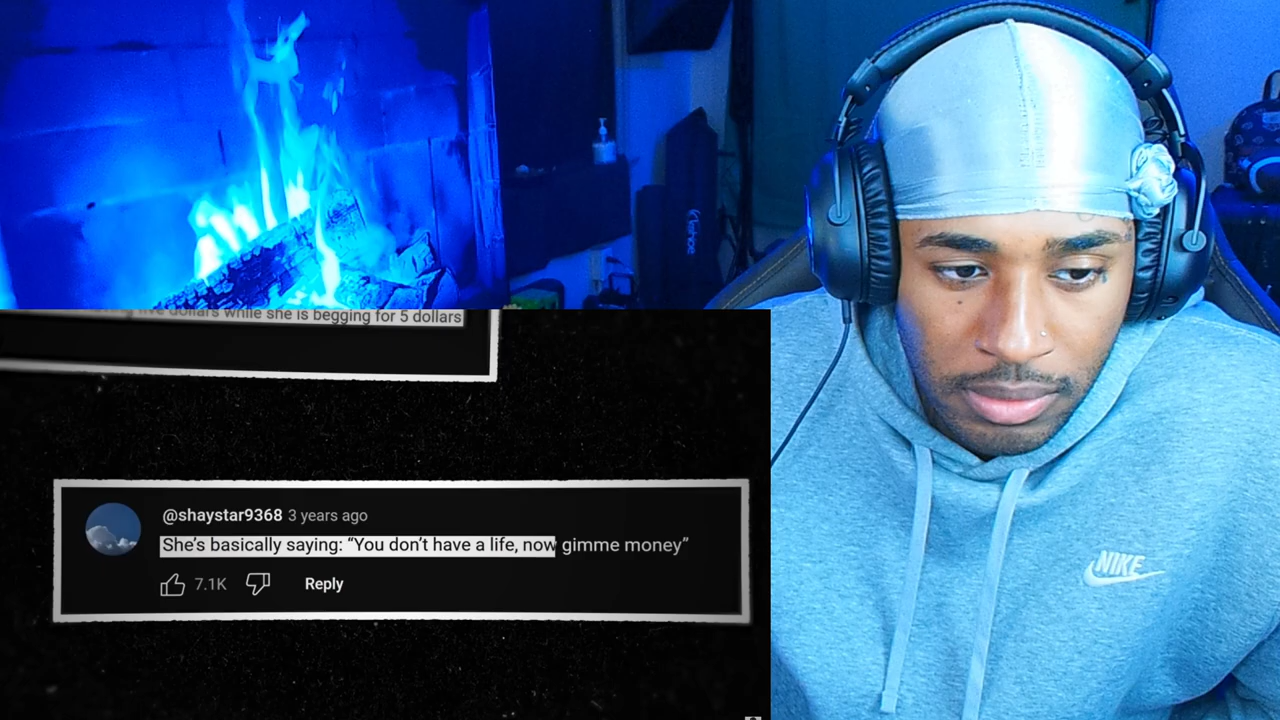 five dollars while she is begging for 5 dollars
@shaystar9368 3 years ago
She's basically saying: “You don't have a life, now gimme money”
7.1K Reply
NIKE